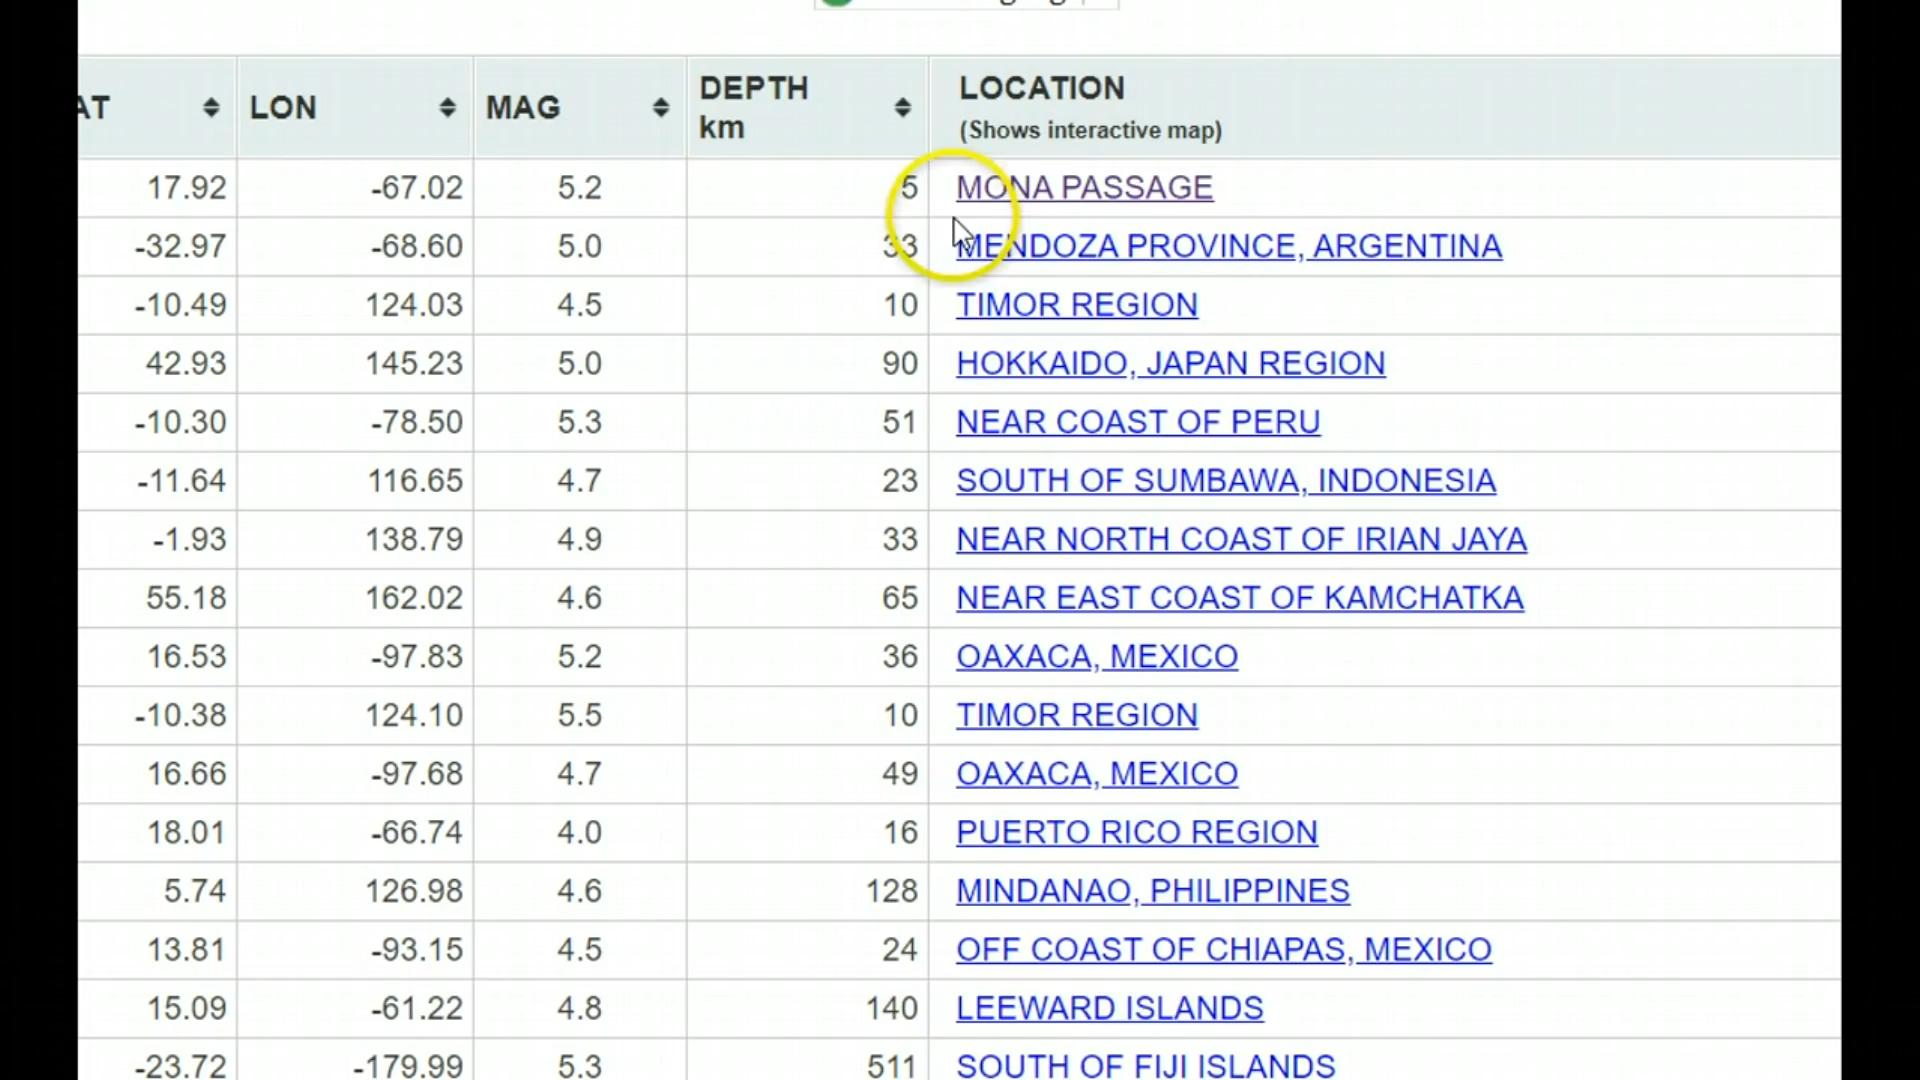 AT LON MAG DEPTH km LOCATION (Shows interactive map)
17.92 -67.02 5.2 5 MONA PASSAGE
-32.97 -68.60 5.0 33 MENDOZA PROVINCE, ARGENTINA
-10.49 124.03 4.5 10 TIMOR REGION
42.93 145.23 5.0 90 HOKKAIDO, JAPAN REGION
-10.30 -78.50 5.3 51 NEAR COAST OF PERU
-11.64 116.65 4.7 23 SOUTH OF SUMBAWA, INDONESIA
-1.93 138.79 4.9 33 NEAR NORTH COAST OF IRIAN JAYA
55.18 162.02 4.6 65 NEAR EAST COAST OF KAMCHATKA
16.53 -97.83 5.2 36 OAXACA, MEXICO
-10.38 124.10 5.5 10 TIMOR REGION
16.66 -97.68 4.7 49 OAXACA, MEXICO
18.01 -66.74 4.0 16 PUERTO RICO REGION
5.74 126.98 4.6 128 MINDANAO, PHILIPPINES
13.81 -93.15 4.5 24 OFF COAST OF CHIAPAS, MEXICO
15.09 -61.22 4.8 140 LEEWARD ISLANDS
-23.72 -179.99 5.3 511 SOUTH OF FIJI ISLANDS